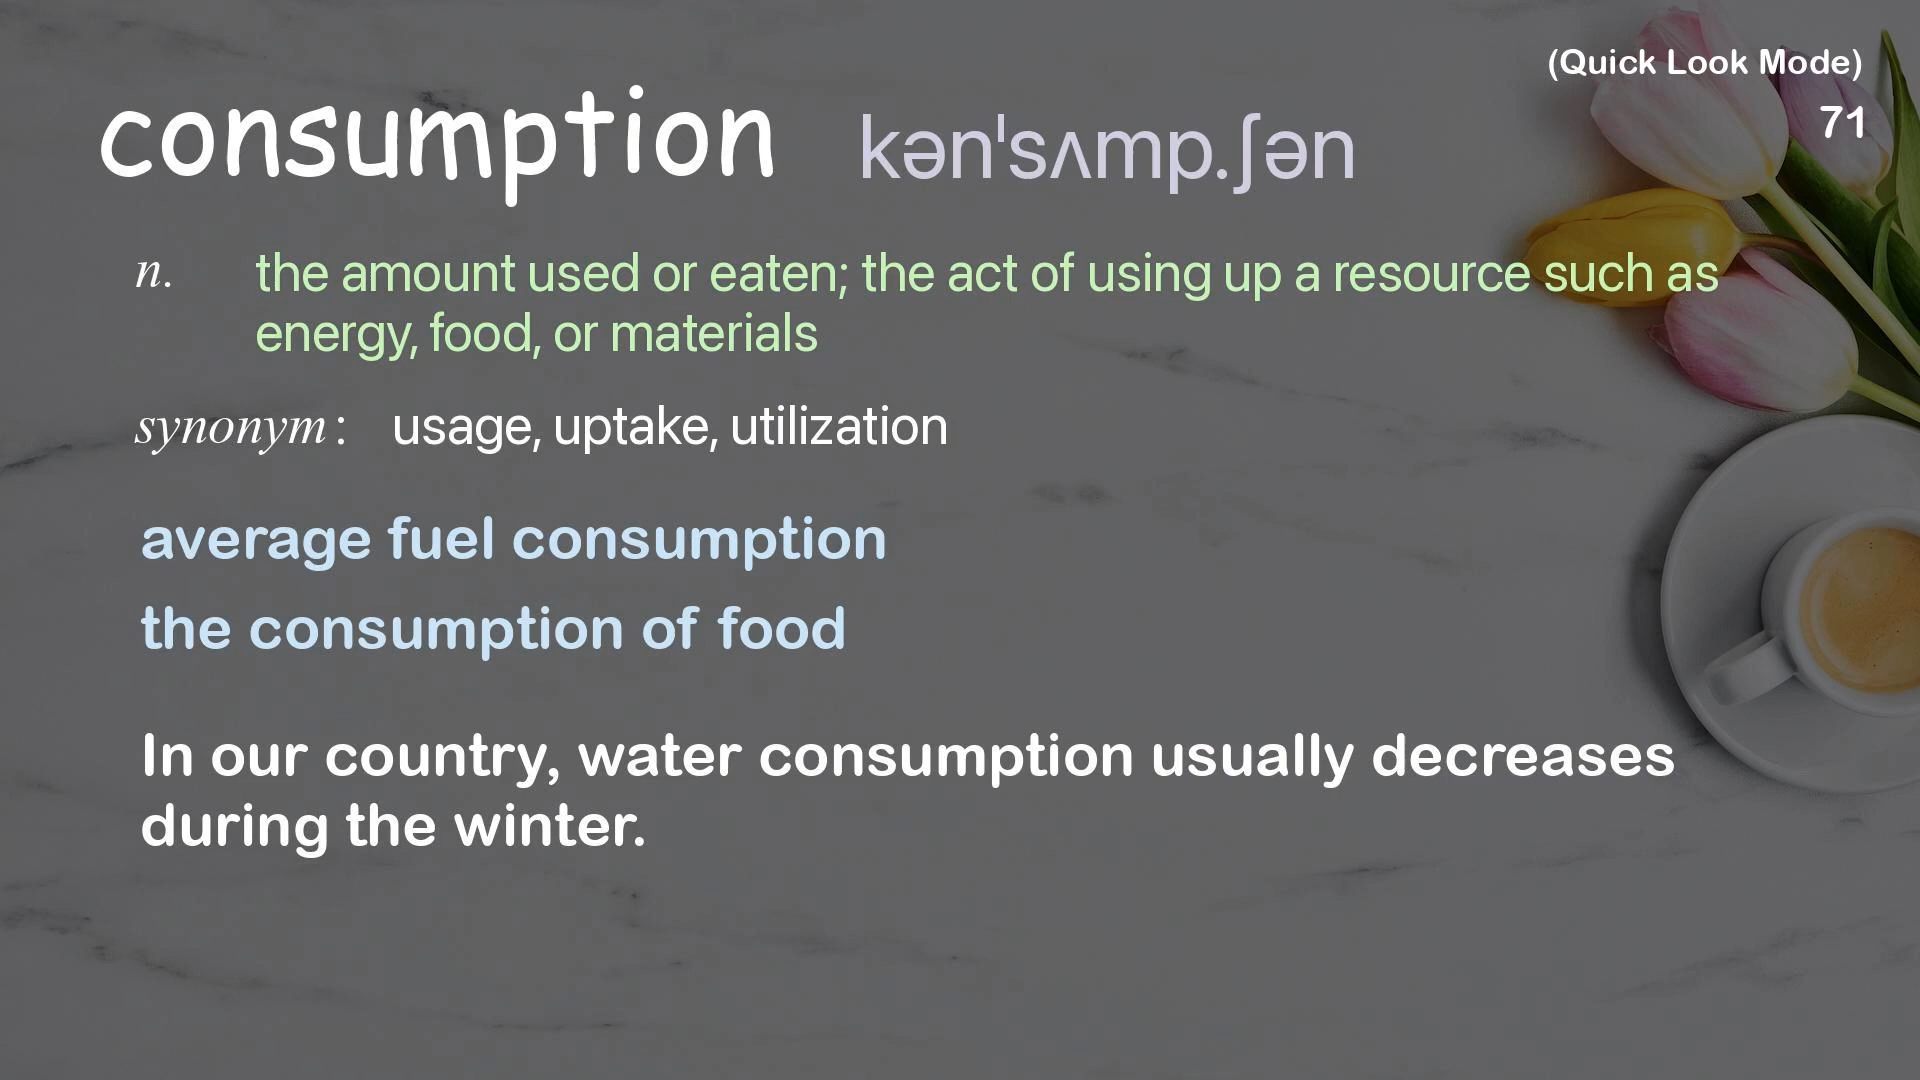 (Quick Look Mode)
71
consumption kən'sʌmp.ʃən
n. the amount used or eaten; the act of using up a resource such as
energy, food, or materials
synonym: usage, uptake, utilization
average fuel consumption
the consumption of food
In our country, water consumption usually decreases
during the winter.